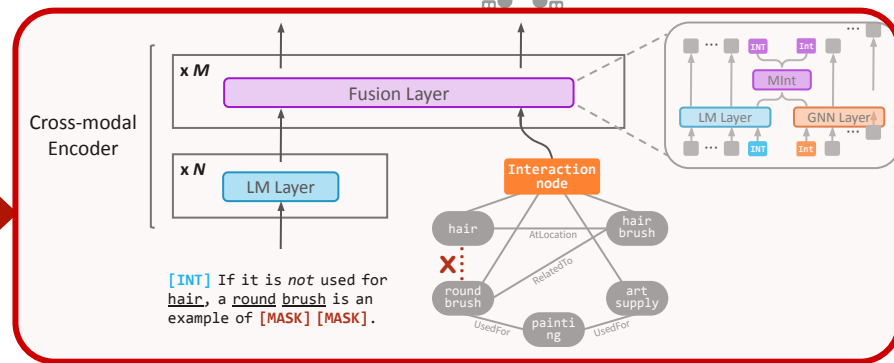 x M
Fusion Layer
Cross-modal
Encoder
x N
LM Layer
Interaction
node
hair
hair
brush
AtLocation
X
RelatedTo
round
brush
art
supply
UsedFor
painti
ng
UsedFor
[INT] If it is not used for
hair, a round brush is an
example of [MASK] [MASK].
... INT Int ... ...
MInt
LM Layer GNN Layer
... INT Int ... ...